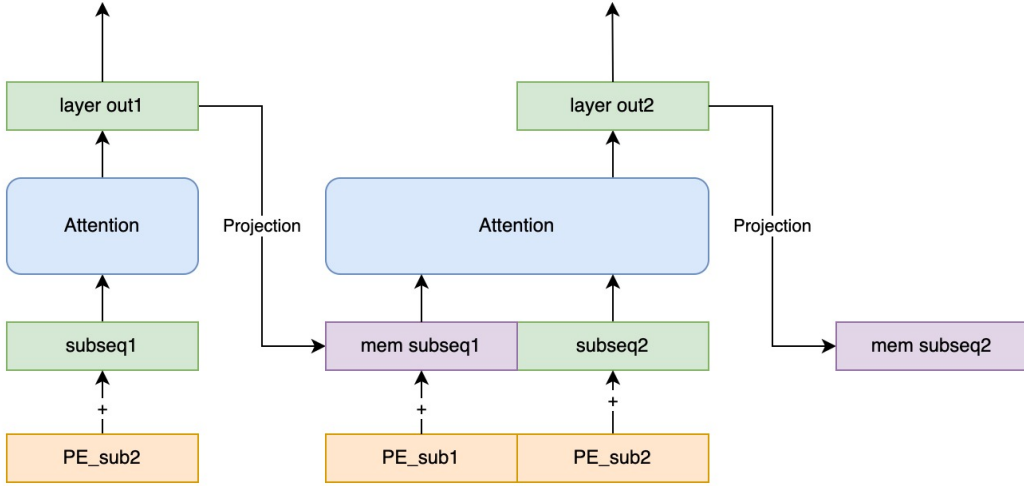 layer out1
layer out2
Attention
Projection
Attention
Projection
subseq1
mem subseq1
subseq2
mem subseq2
+
+
+
PE_sub2
PE_sub1
PE_sub2